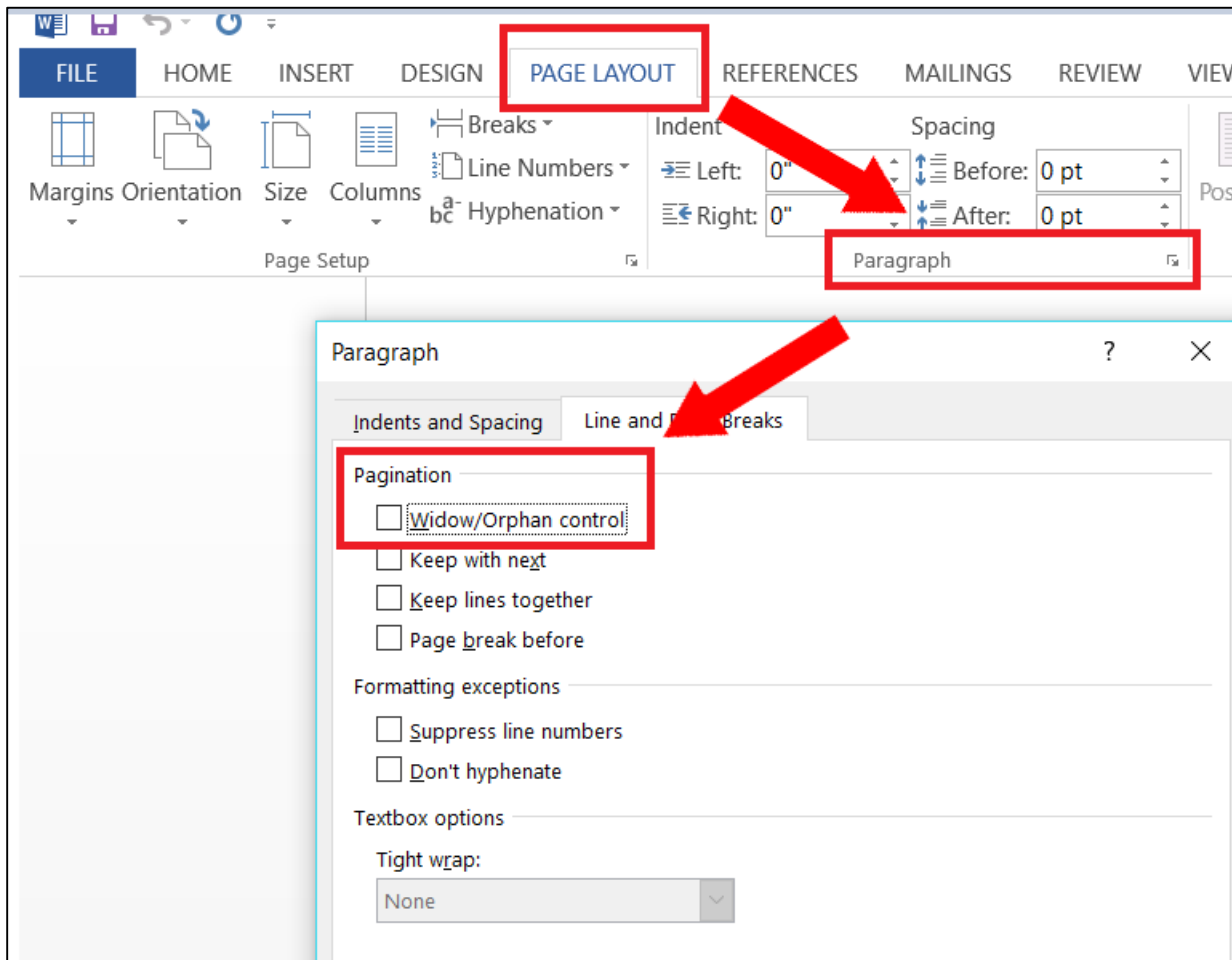 FILE HOME INSERT DESIGN PAGE LAYOUT REFERENCES MAILINGS REVIEW VIEW
Breaks Indent Spacing
Line Numbers Left: 0" Before: 0 pt
Margins Orientation Size Columns
Hyphenation Right: 0" After: 0 pt
Page Setup Paragraph
Paragraph ? 
Indents and Spacing Line and Breaks
Pagination
Widow/Orphan control
Keep with next
Keep lines together
Page break before
Formatting exceptions
Suppress line numbers
Don't hyphenate
Textbox options
Tight wrap:
None